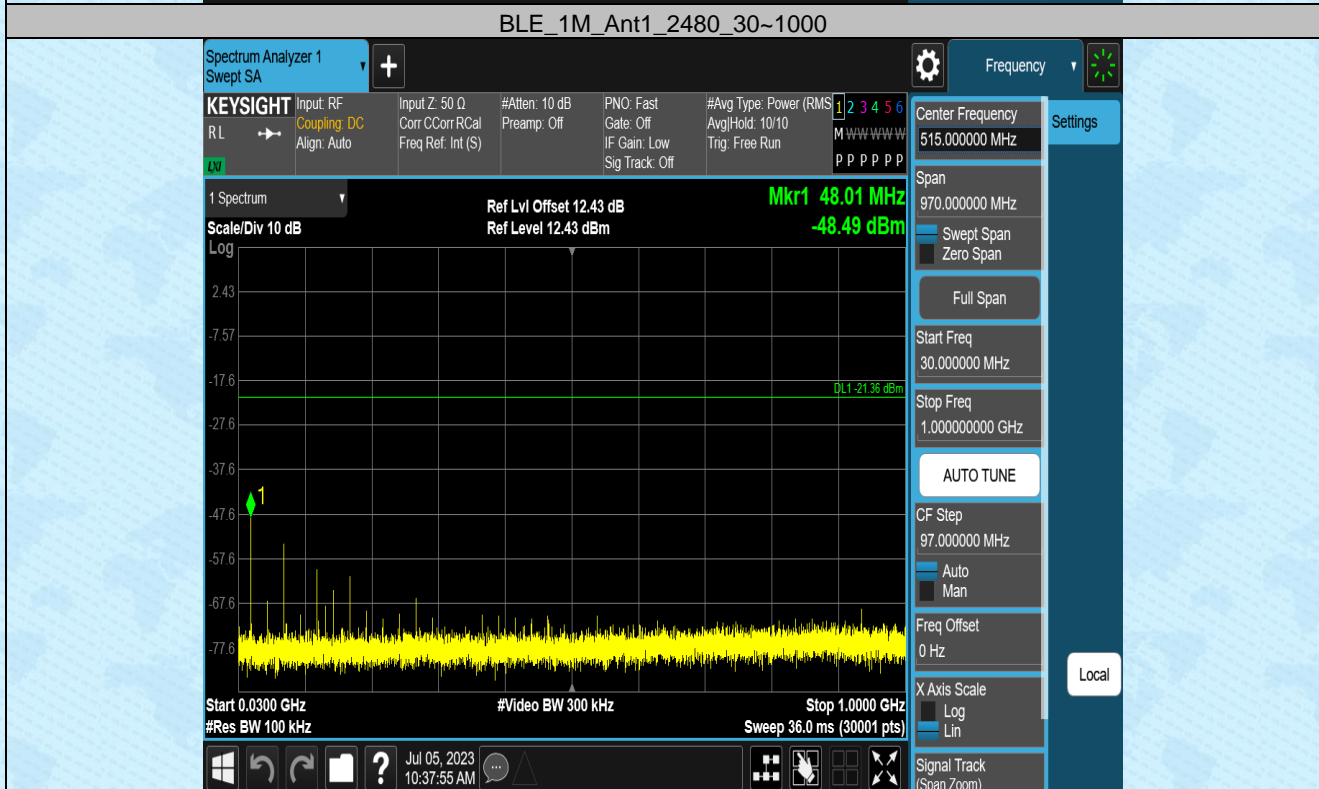 BLE_1M_Ant1_2480_30~1000
Spectrum Analyzer 1
Swept SA
+
Frequency
KEYSIGHT
RL
LXI
Input: RF
Coupling: DC
Align: Auto
Input Z: 50 Ω
Corr CCorr RCal
Freq Ref: Int (S)
#Atten: 10 dB
Preamp: Off
PNO: Fast
Gate: Off
IF Gain: Low
Sig Track: Off
#Avg Type: Power (RMS
Avg|Hold: 10/10
Trig: Free Run
1 2 3 4 5 6
M W W W W W
P P P P P P
Center Frequency
515.000000 MHz
Settings
Span
970.000000 MHz
Swept Span
Zero Span
Full Span
Start Freq
30.000000 MHz
Stop Freq
1.000000000 GHz
AUTO TUNE
CF Step
97.000000 MHz
Auto
Man
Freq Offset
0 Hz
X Axis Scale
Log
Lin
Signal Track
(Span Zoom)
Local
1 Spectrum
Ref Lvl Offset 12.43 dB
Mkr1 48.01 MHz
Scale/Div 10 dB
Ref Level 12.43 dBm
-48.49 dBm
Log
2.43
-7.57
-17.6
DL1 -21.36 dBm
-27.6
-37.6
1
-47.6
-57.6
-67.6
-77.6
Start 0.0300 GHz
#Video BW 300 kHz
Stop 1.0000 GHz
#Res BW 100 kHz
Sweep 36.0 ms (30001 pts)
?
Jul 05, 2023
10:37:55 AM